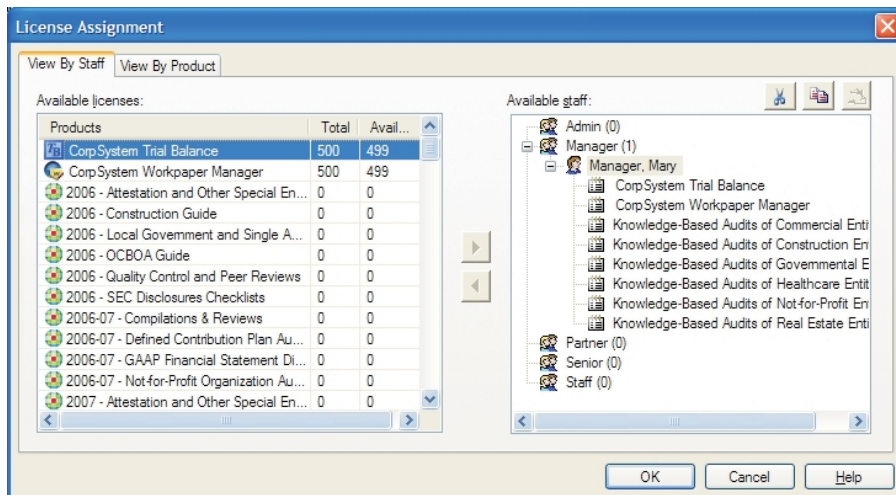 License Assignment
View By Staff View By Product
Available licenses:
Products Total Avail...
CorpSystem Trial Balance 500 499
CorpSystem Workpaper Manager 500 499
2006 - Attestation and Other Special En... 0 0
2006 - Construction Guide 0 0
2006 - Local Government and Single A... 0 0
2006 - OCBOA Guide 0 0
2006 - Quality Control and Peer Reviews 0 0
2006 - SEC Disclosures Checklists 0 0
2006-07 - Compilations & Reviews 0 0
2006-07 - Defined Contribution Plan Au... 0 0
2006-07 - GAAP Financial Statement Di... 0 0
2006-07 - Not-for-Profit Organization Au... 0 0
2007 - Attestation and Other Special En... 0 0
Available staff:
Admin (0)
Manager (1)
Manager, Mary
CorpSystem Trial Balance
CorpSystem Workpaper Manager
Knowledge-Based Audits of Commercial Enti
Knowledge-Based Audits of Construction En
Knowledge-Based Audits of Governmental E
Knowledge-Based Audits of Healthcare Entit
Knowledge-Based Audits of Not-for-Profit En
Knowledge-Based Audits of Real Estate Enti
Partner (0)
Senior (0)
Staff (0)
OK Cancel Help